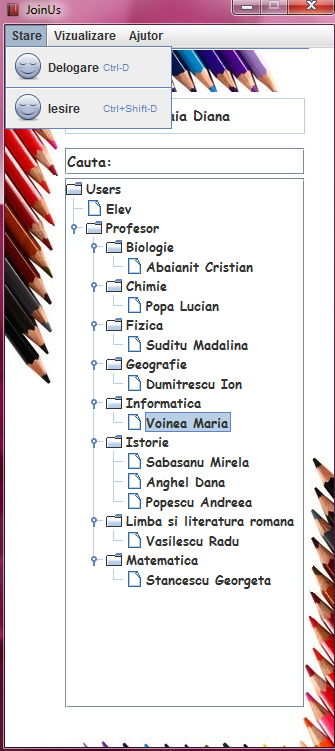 JoinUs
Stare Vizualizare Ajutor
Delogare Ctrl-D
Iesire Ctrl+Shift-D
Diana
Cauta:
Users
Elev
Profesor
Biologie
Abaianit Cristian
Chimie
Popa Lucian
Fizica
Suditu Madalina
Geografie
Dumitrescu Ion
Informatica
Voinea Maria
Istorie
Sabasanu Mirela
Anghel Dana
Popescu Andreea
Limba si literatura romana
Vasilescu Radu
Matematica
Stancescu Georgeta